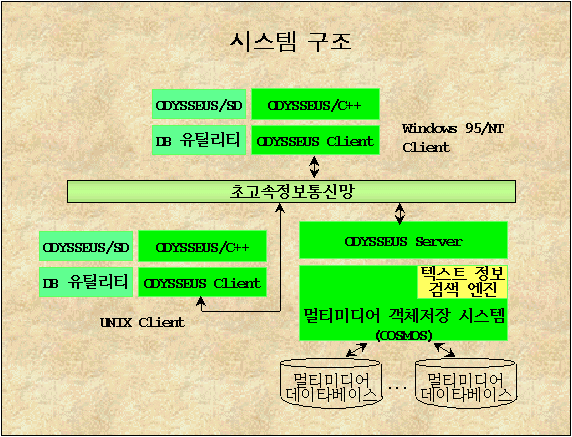 시스템 구조
ODYSSEUS/SD ODYSSEUS/C++
DB 유틸리티 ODYSSEUS Client
Windows 95/NT
Client
초고속정보통신망
ODYSSEUS/SD ODYSSEUS/C++
DB 유틸리티 ODYSSEUS Client
UNIX Client
ODYSSEUS Server
텍스트 정보
검색 엔진
멀티미디어 객체저장 시스템
(COSMOS)
멀티미디어
데이타베이스
...
멀티미디어
데이타베이스